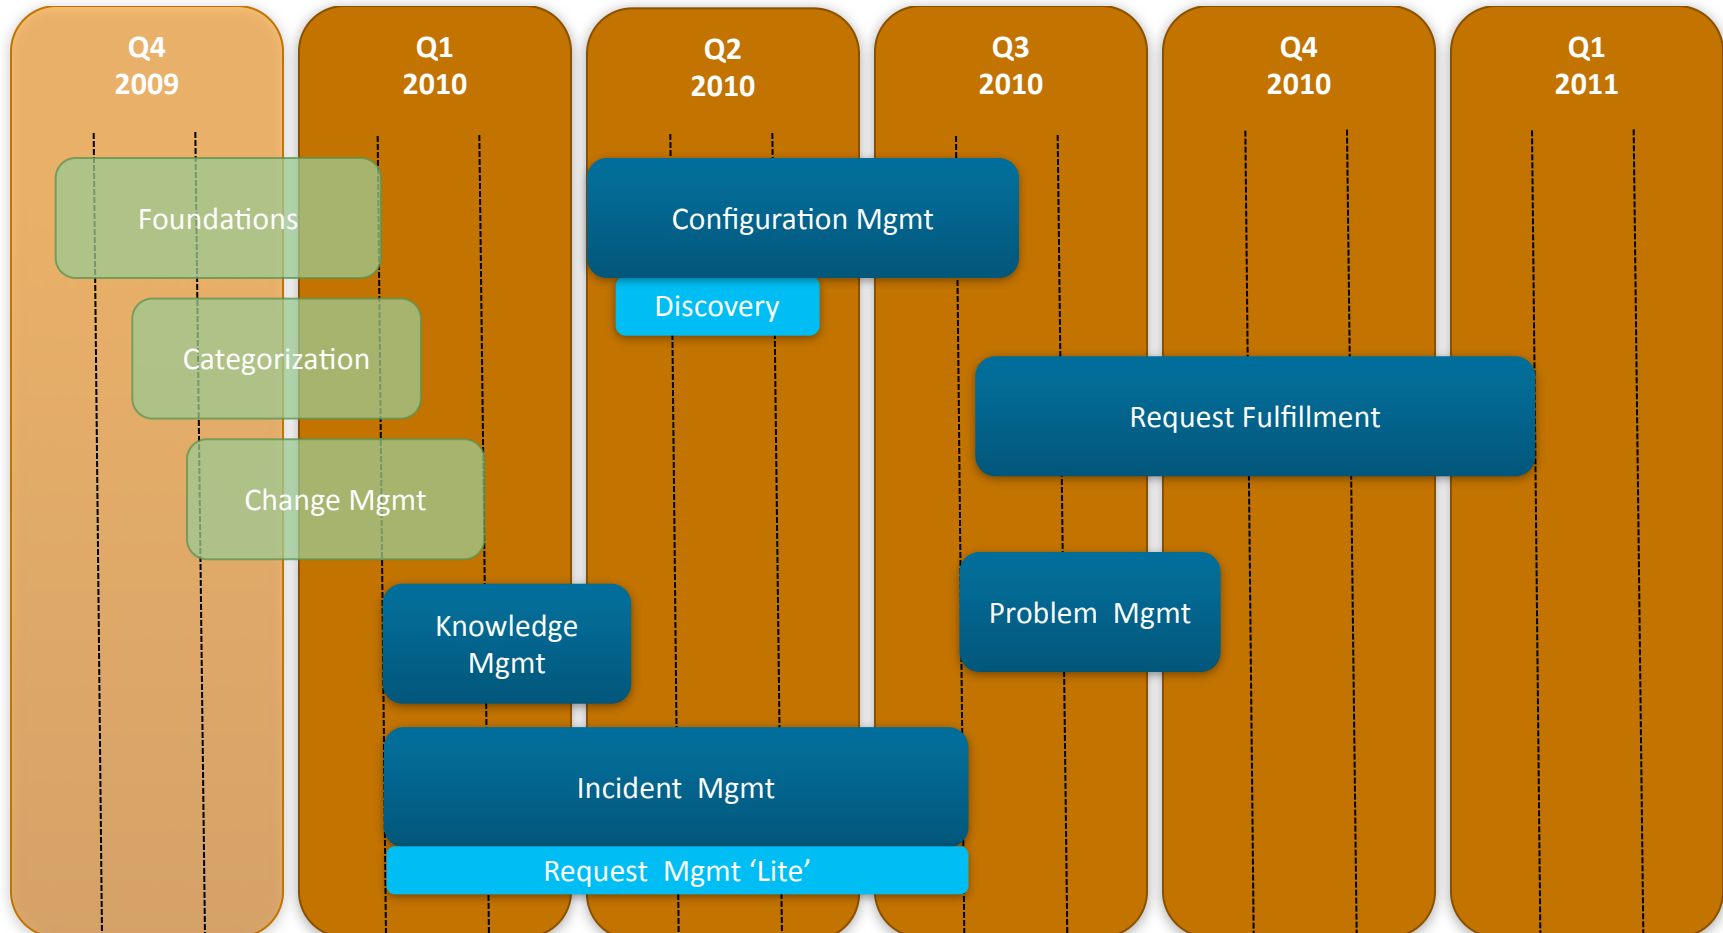 Q4
2009
Q1
2010
Q2
2010
Q3
2010
Q4
2010
Q1
2011
Foundations
Configuration Mgmt
Discovery
Categorization
Request Fulfillment
Change Mgmt
Knowledge
Mgmt
Problem Mgmt
Incident Mgmt
Request Mgmt ‘Lite’